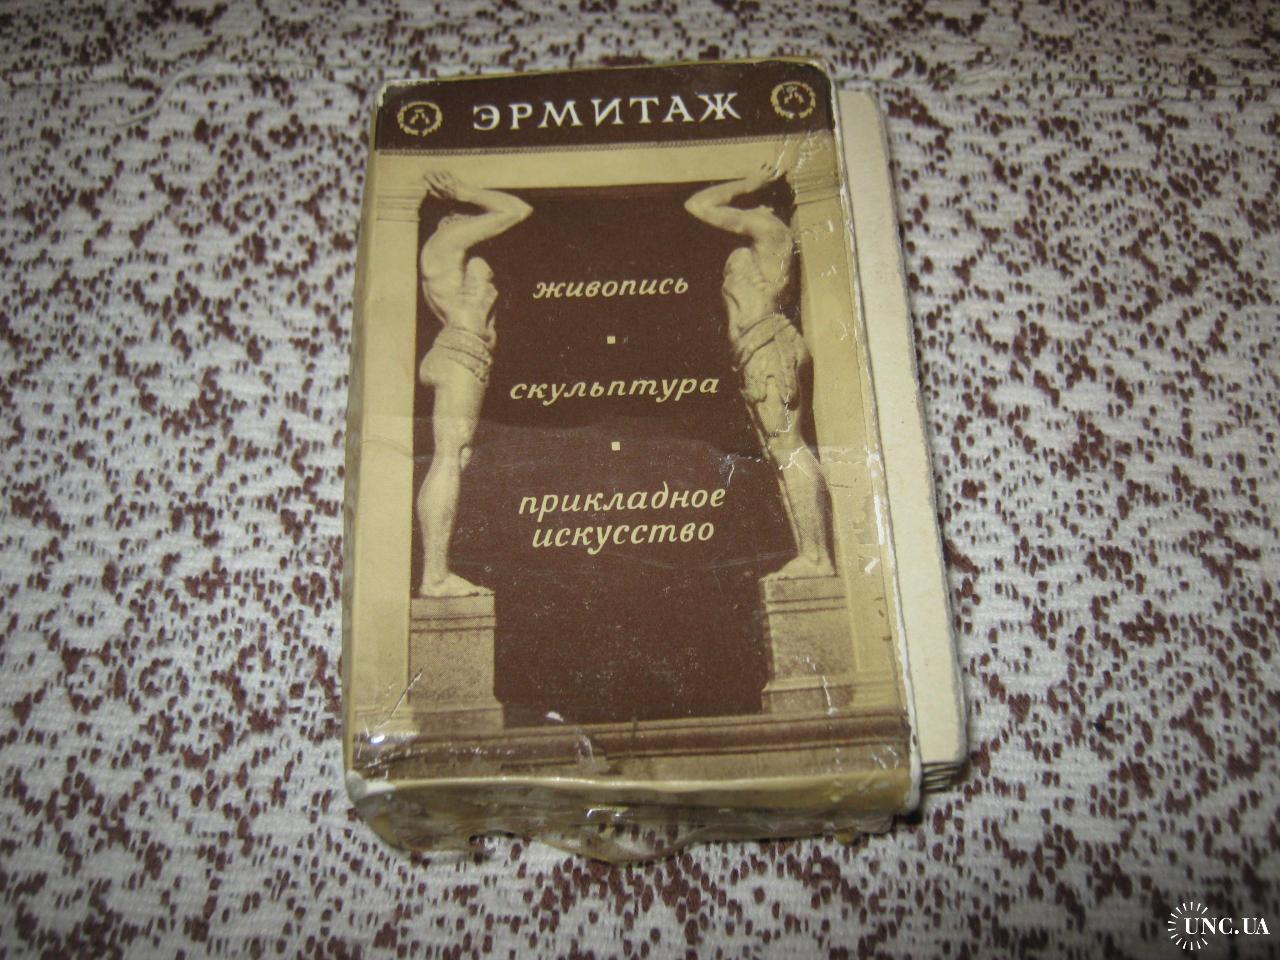 ЭРМИТАЖ
живопись
скульптура
прикладное
искусство
UNC.UA